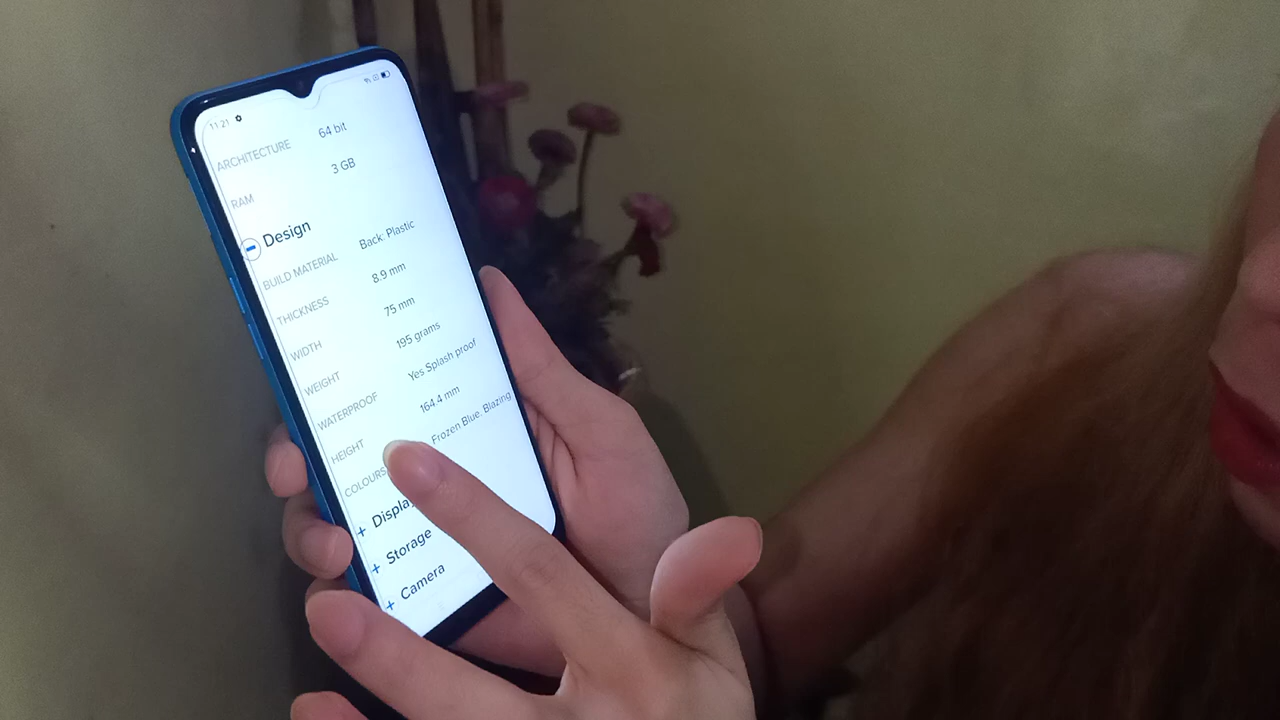 11:21
ARCHITECTURE 64 bit
RAM 3 GB
Design
BUILD MATERIAL Back: Plastic
THICKNESS 8.9 mm
WIDTH 75 mm
WEIGHT 195 grams
WATERPROOF Yes Splash proof
HEIGHT 164.4 mm
COLOURS Frozen Blue, Blazing
+ Display
+ Storage
+ Camera